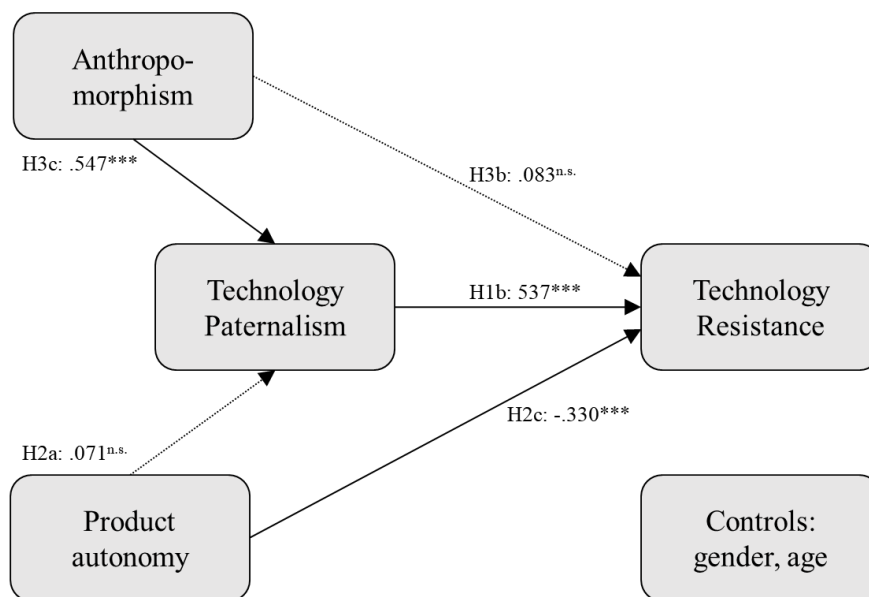 Anthropo-
morphism
H3c: .547***
H3b: .083n.s.
Technology
Paternalism
H1b: 537***
Technology
Resistance
H2c: -.330***
H2a: .071n.s.
Product
autonomy
Controls:
gender, age